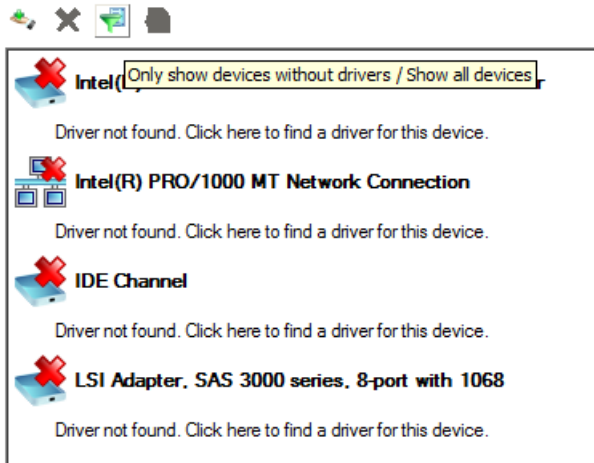 Only show devices without drivers / Show all devices
Intel(
Driver not found. Click here to find a driver for this device.
Intel(R) PRO/1000 MT Network Connection
Driver not found. Click here to find a driver for this device.
IDE Channel
Driver not found. Click here to find a driver for this device.
LSI Adapter, SAS 3000 series, 8-port with 1068
Driver not found. Click here to find a driver for this device.